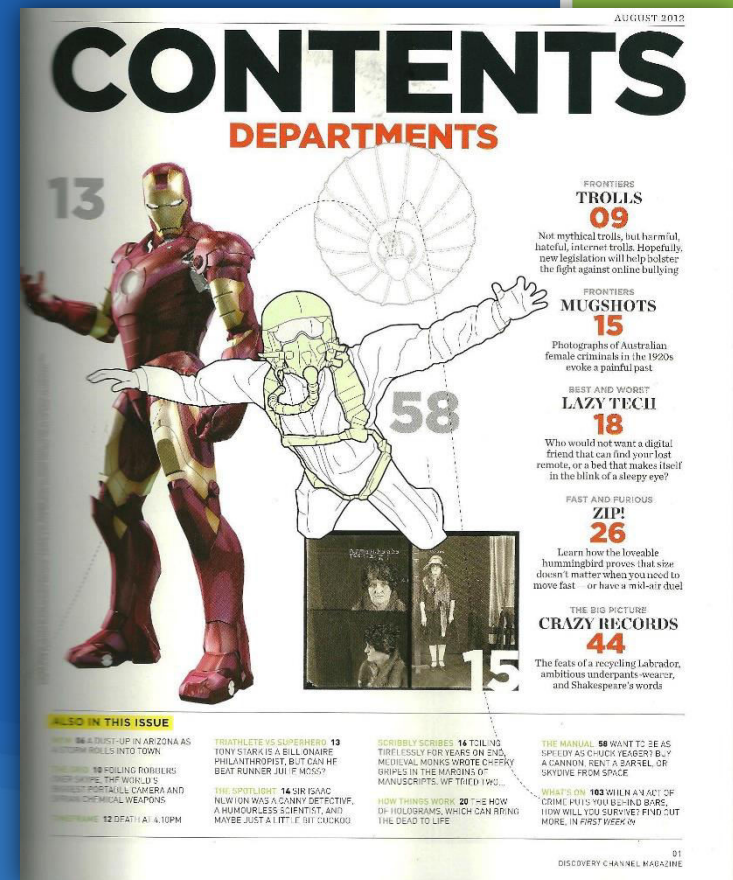 AUGUST 2012
CONTENTS
DEPARTMENTS
13
FRONTIERS
TROLLS
09
Not mythical trolls, but harmful,
hateful, internet trolls. Hopefully,
new legislation will help bolster
the fight against online bullying
FRONTIERS
MUGSHOTS
15
Photographs of Australian
female criminals in the 1920s
evoke a painful past
58
BEST AND WORST
LAZY TECH
18
Who would not want a digital
friend that can find your lost
remote, or a bed that makes itself
in the blink of a sleepy eye?
FAST AND FURIOUS
ZIP!
26
Learn how the loveable
hummingbird proves that size
doesn't matter when you need to
move fast — or have a mid-air duel
THE BIG PICTURE
CRAZY RECORDS
44
The feats of a recycling Labrador,
ambitious underpants-wearer,
and Shakespeare's words
15
ALSO IN THIS ISSUE
06 A DUST-UP IN ARIZONA AS
A STORM ROLLS INTO TOWN
10 FOILING ROBBERS
OVER SKYPE, THE WORLD'S
PORTABLE CAMERA AND
CHEMICAL WEAPONS
12 DEATH AT 4.10PM
TRIATHLETE VS SUPERHERO 13
TONY STARK IS A BILLIONAIRE
PHILANTHROPIST, BUT CAN HE
BEAT RUNNER JULIE MOSS?
THE SPOTLIGHT 14 SIR ISAAC
NEWTON WAS A CANNY DETECTIVE,
A HUMOURLESS SCIENTIST, AND
MAYBE JUST A LITTLE BIT CUCKOO
SCRIBBLY SCRIBES 16 TOILING
TIRELESSLY FOR YEARS ON END,
MEDIEVAL MONKS WROTE CHEEKY
GRIPES IN THE MARGINS OF
MANUSCRIPTS. WE TRIED TWO...
HOW THINGS WORK 20 THE HOW
OF HOLOGRAMS, WHICH CAN BRING
THE DEAD TO LIFE
THE MANUAL 58 WANT TO BE AS
SPEEDY AS CHUCK YEAGER? BUY
A CANNON, RENT A BARREL, OR
SKYDIVE FROM SPACE
WHAT'S ON 103 WHEN AN ACT OF
CRIME PUTS YOU BEHIND BARS,
HOW WILL YOU SURVIVE? FIND OUT
MORE, IN FIRST WEEK IN
01
DISCOVERY CHANNEL MAGAZINE